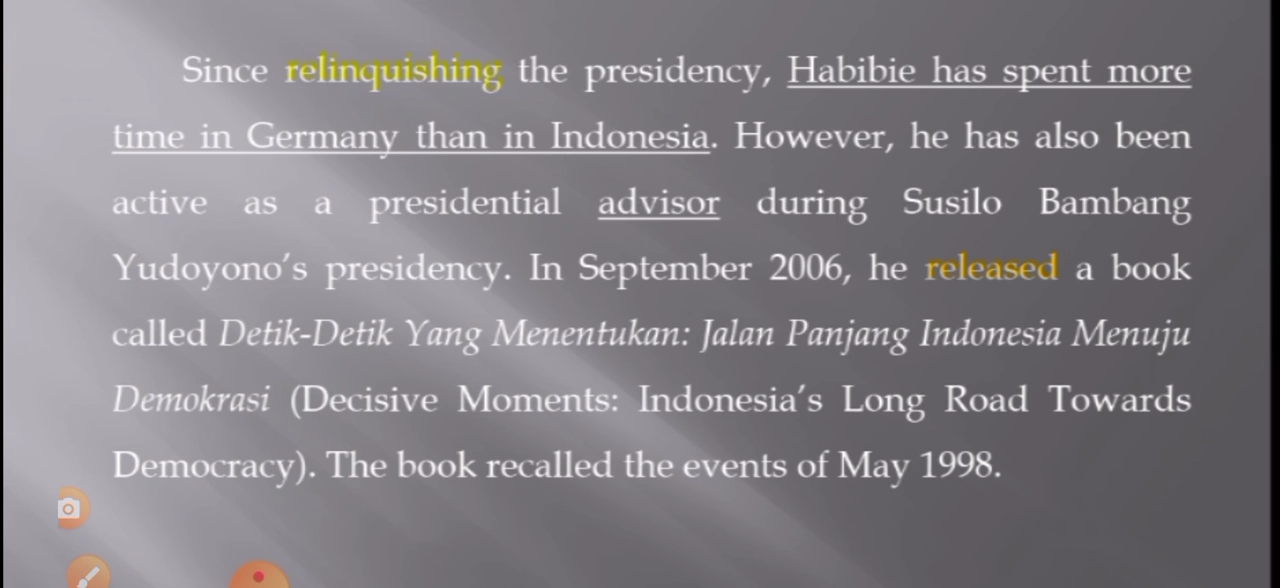 Since relinquishing the presidency, Habibie has spent more
time in Germany than in Indonesia. However, he has also been
active as a presidential advisor during Susilo Bambang
Yudoyono's presidency. In September 2006, he released a book
called Detik-Detik Yang Menentukan: Jalan Panjang Indonesia Menuju
Demokrasi (Decisive Moments: Indonesia's Long Road Towards
Democracy). The book recalled the events of May 1998.